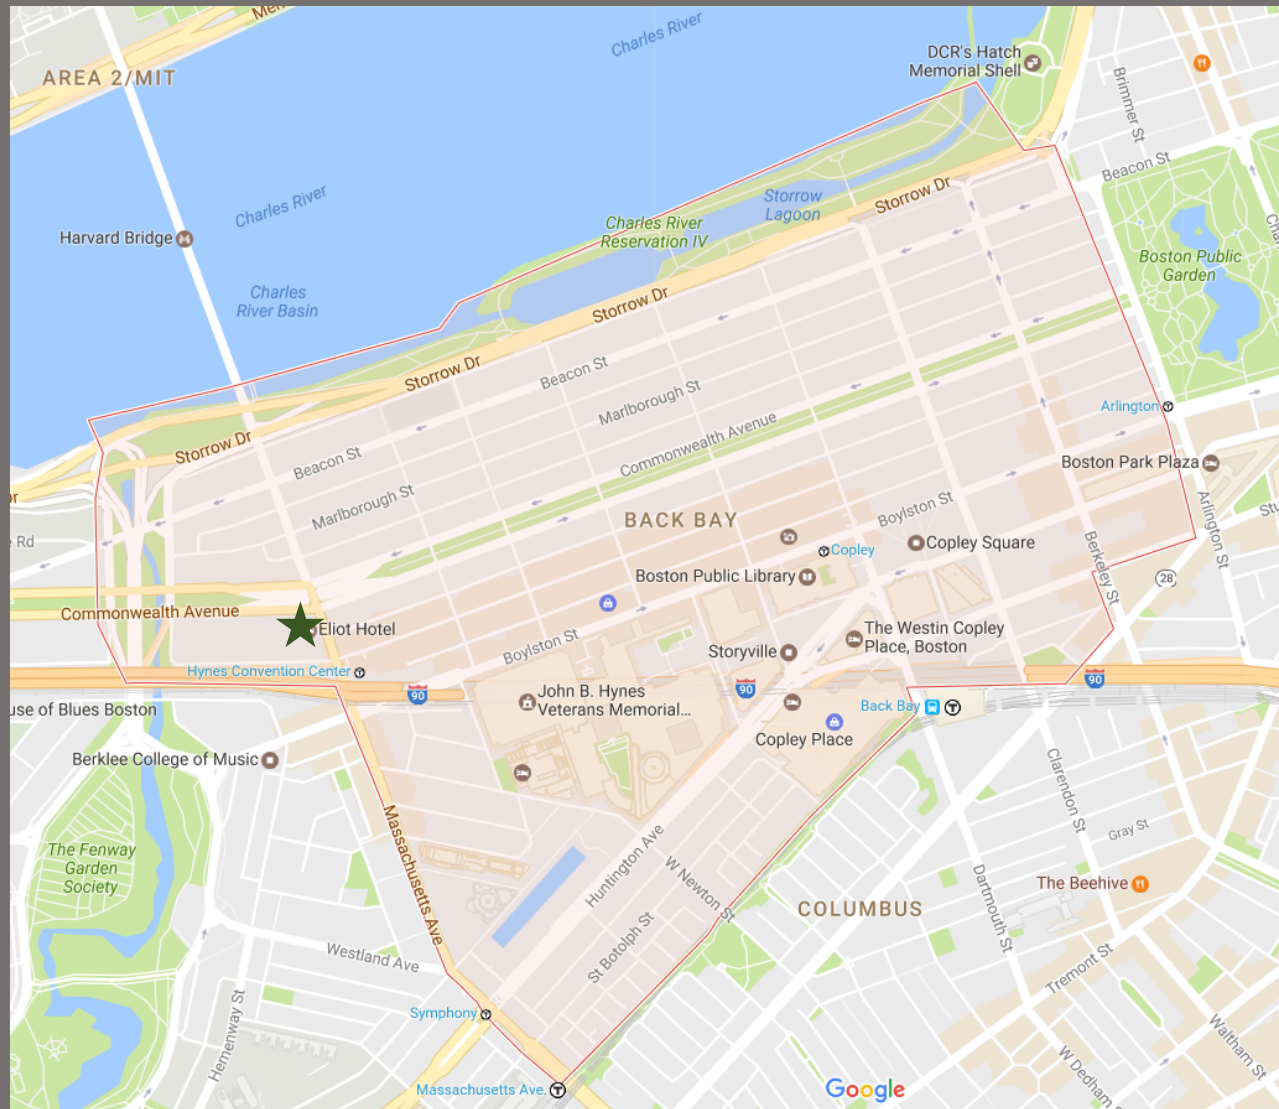 Charles River
DCR's Hatch
Memorial Shell
AREA 2/MIT
Brimmer St
Beacon St
Storrow Dr
Storrow
Lagoon
Charles River
Charles River
Reservation IV
Harvard Bridge
Boston Public
Garden
Charles
River Basin
Storrow Dr
Storrow Dr
Beacon St
Marlborough St
Arlington
Commonwealth Avenue
Storrow Dr
Beacon St
Boston Park Plaza
Marlborough St
Boylston St
Arlington St
BACK BAY
Copley
Copley Square
Rd
Boston Public Library
Berkeley St
28
Commonwealth Avenue
Eliot Hotel
Boylston St
The Westin Copley
Place, Boston
Storyville
Hynes Convention Center
90
90
90
John B. Hynes
Veterans Memorial...
use of Blues Boston
Back Bay
Copley Place
Berklee College of Music
Massachusetts Ave
Clarendon St
Gray St
The Fenway
Garden
Society
Huntington Ave
W Newton St
The Beehive
Dartmouth St
COLUMBUS
St Botolph St
Westland Ave
Tremont St
Hemenway St
Symphony
Waltham St
W Dedham
Massachusetts Ave.
Google